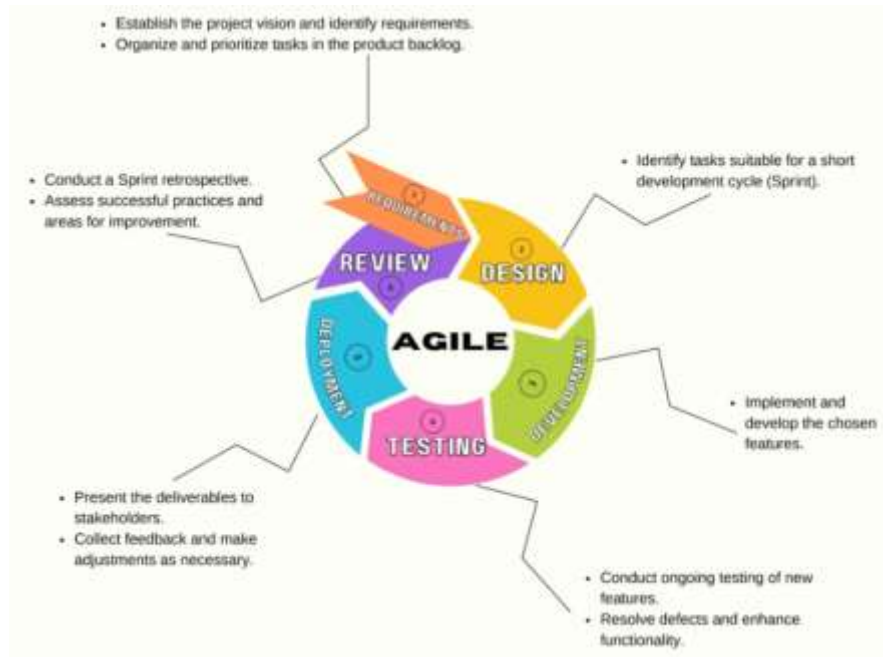 • Establish the project vision and identify requirements.
• Organize and prioritize tasks in the product backlog.
• Identify tasks suitable for a short
development cycle (Sprint).
• Conduct a Sprint retrospective.
• Assess successful practices and
areas for improvement.
REQUIREMENTS
REVIEW
DESIGN
AGILE
DEPLOYMENT
DEVELOPMENT
TESTING
• Implement and
develop the chosen
features.
• Present the deliverables to
stakeholders.
• Collect feedback and make
adjustments as necessary.
• Conduct ongoing testing of new
features.
• Resolve defects and enhance
functionality.